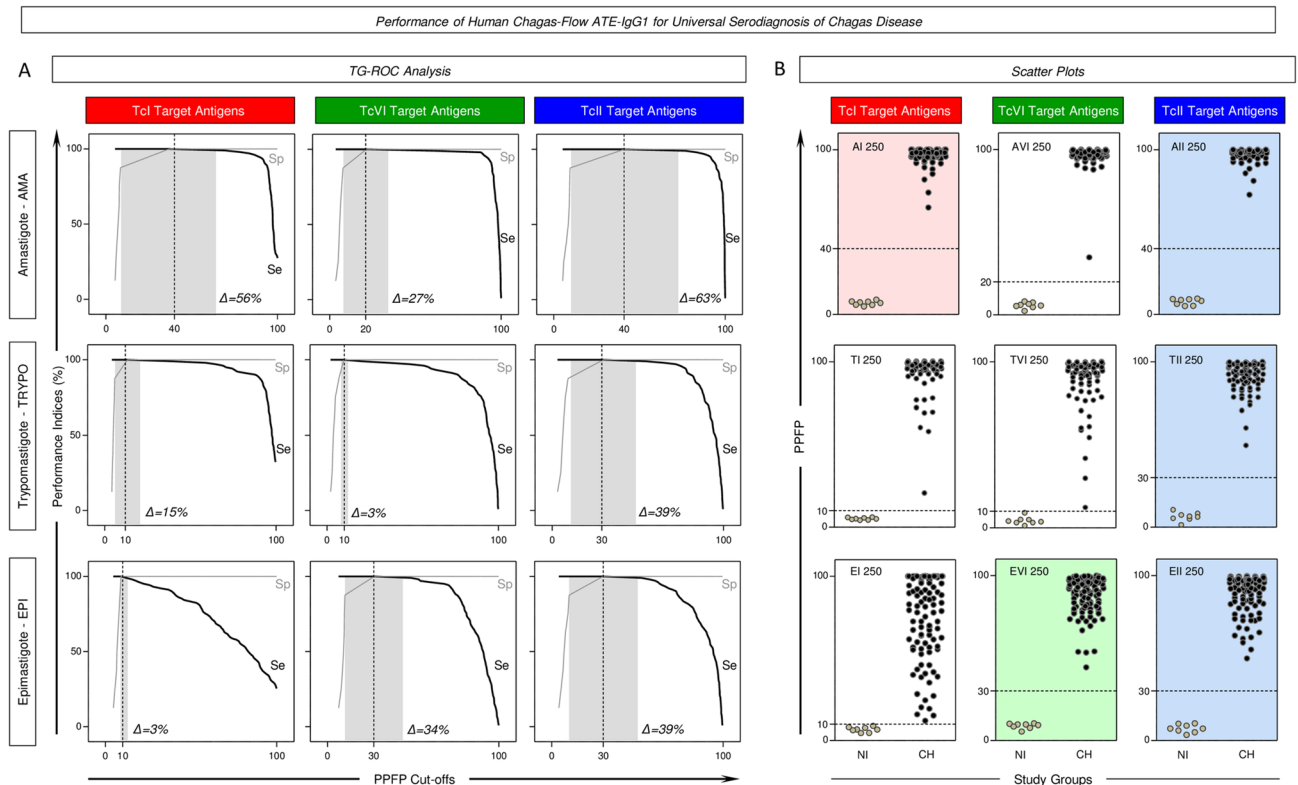 Performance of Human Chagas-Flow ATE-IgG1 for Universal Serodiagnosis of Chagas Disease
A
TG-ROC Analysis
B
Scatter Plots
TcI Target Antigens
TcVI Target Antigens
TcII Target Antigens
TcI Target Antigens
TcVI Target Antigens
TcII Target Antigens
Amastigote - AMA
Trypomastigote - TRYPO
Epimastigote - EPI
Performance Indices (%)
100
50
0
Sp
Se
Δ=56%
0
40
100
Sp
Se
Δ=27%
0
20
100
Sp
Se
Δ=63%
0
40
100
100
50
0
Sp
Se
Δ=15%
0
10
100
Sp
Se
Δ=3%
0
10
100
Sp
Se
Δ=39%
0
30
100
100
50
0
Sp
Se
Δ=3%
0
10
100
Sp
Se
Δ=34%
0
30
100
Sp
Se
Δ=39%
0
30
100
PPFP Cut-offs
PPFP
AI 250
100
40
0
AVI 250
100
20
0
AII 250
100
40
0
TI 250
100
10
0
TVI 250
100
10
0
TII 250
100
30
0
EI 250
100
10
0
EVI 250
100
30
0
EII 250
100
30
0
NI
CH
NI
CH
NI
CH
Study Groups